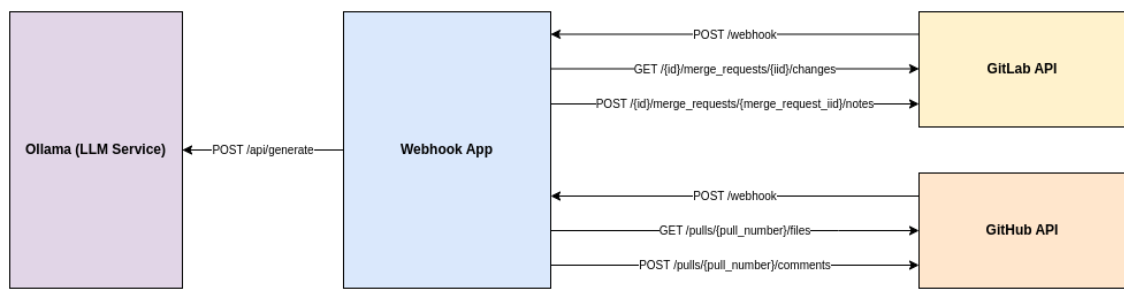 Ollama (LLM Service)
POST /api/generate
Webhook App
POST /webhook
GET /{id}/merge_requests/{iid}/changes
POST /{id}/merge_requests/{merge_request_iid}/notes
GitLab API
POST /webhook
GET /pulls/{pull_number}/files
POST /pulls/{pull_number}/comments
GitHub API